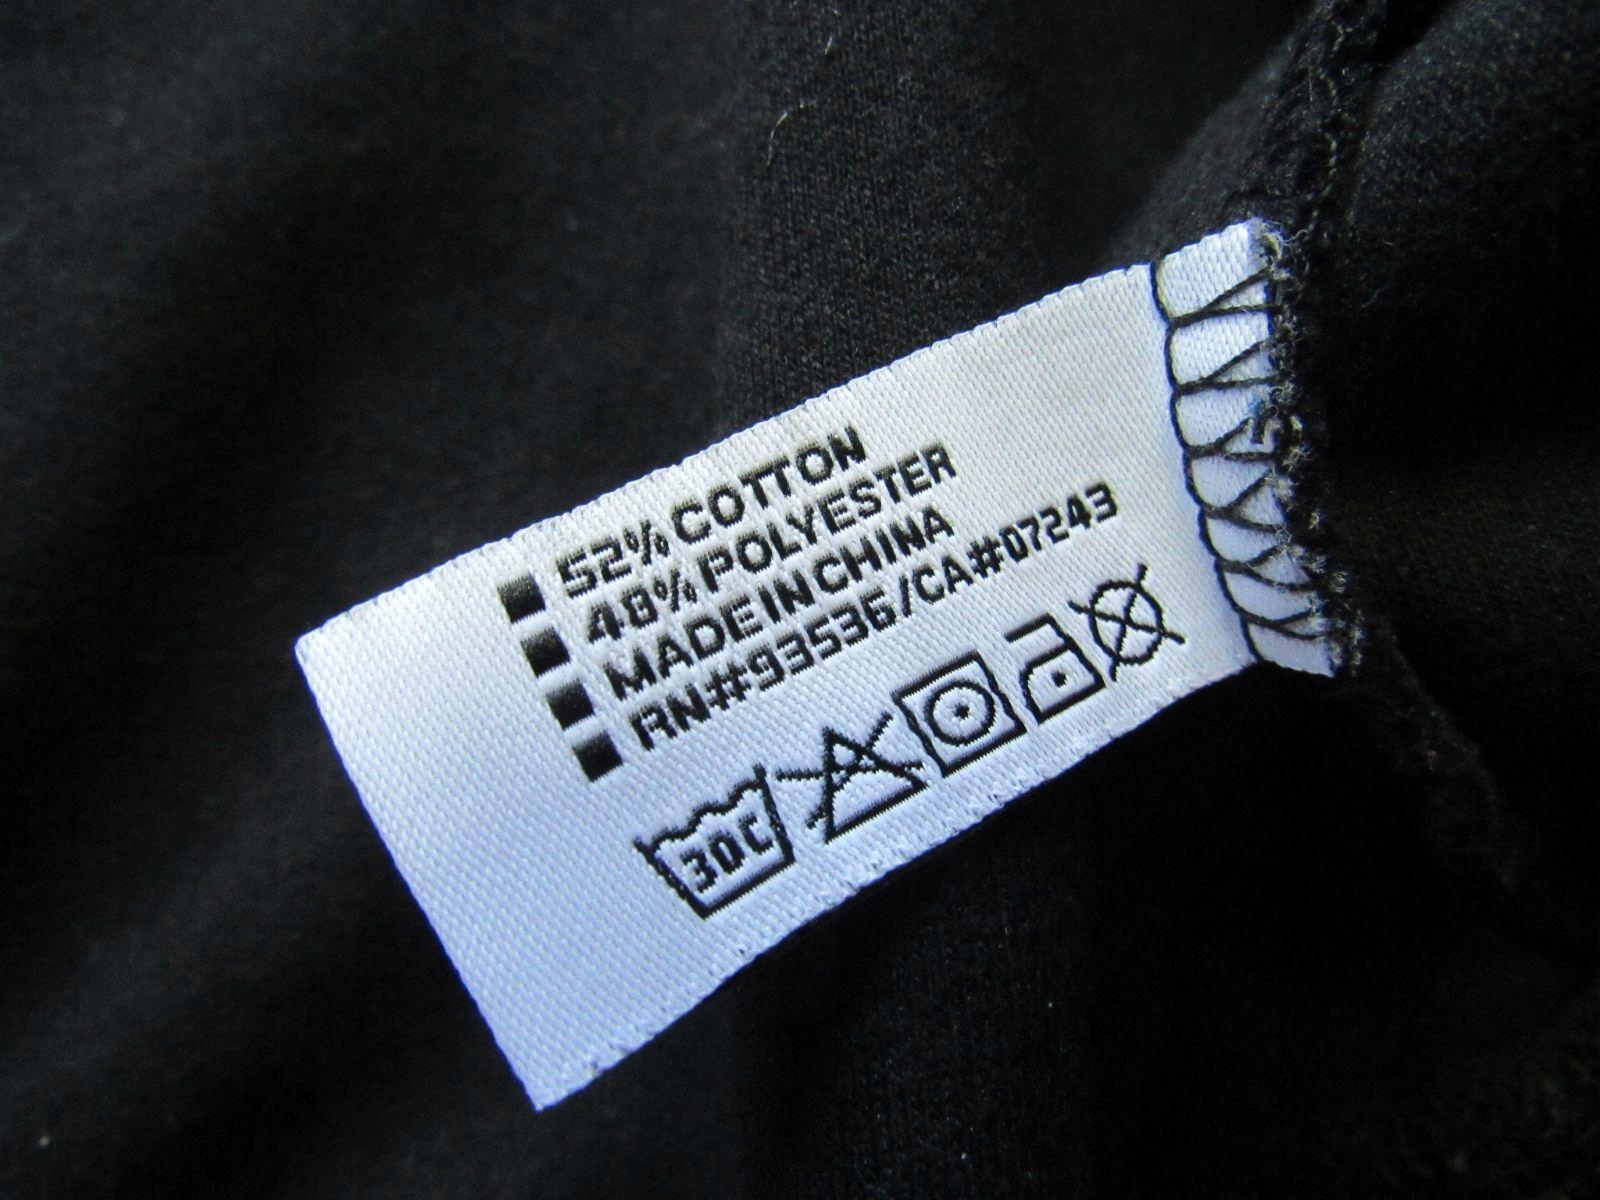 52% COTTON
48% POLYESTER
MADE IN CHINA
RN#93536/CA#07243
30C